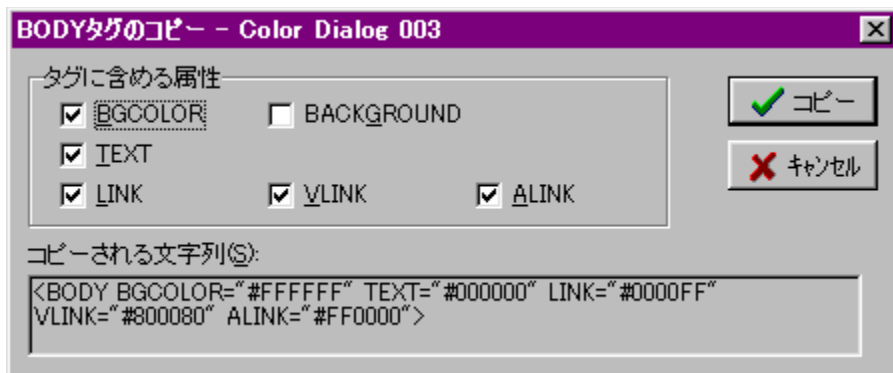 BODYタグのコピー - Color Dialog 003
タグに含める属性
BGCOLOR BACKGROUND
TEXT
LINK VLINK ALINK
コピー
キャンセル
コピーされる文字列(S):
<BODY BGCOLOR="#FFFFFF" TEXT="#000000" LINK="#0000FF"
VLINK="#800080" ALINK="#FF0000">